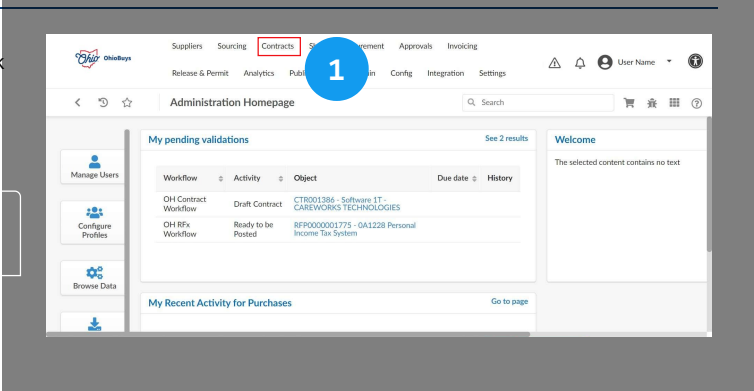 Suppliers Sourcing Contracts Approvals Invoicing
Ohio OhioBuys
User Name
Release & Permit Analytics Config Integration Settings
1
Administration Homepage
Search
My pending validations
See 2 results
Welcome
The selected content contains no text
Manage Users
Workflow Activity Object Due date History
OH Contract
Workflow
Draft Contract
CTR001386 - Software 1T -
CAREWORKS TECHNOLOGIES
OH RFx
Workflow
Ready to be
Posted
RFP0000001775 - 0A1228 Personal
Income Tax System
Configure
Profiles
Browse Data
My Recent Activity for Purchases
Go to page